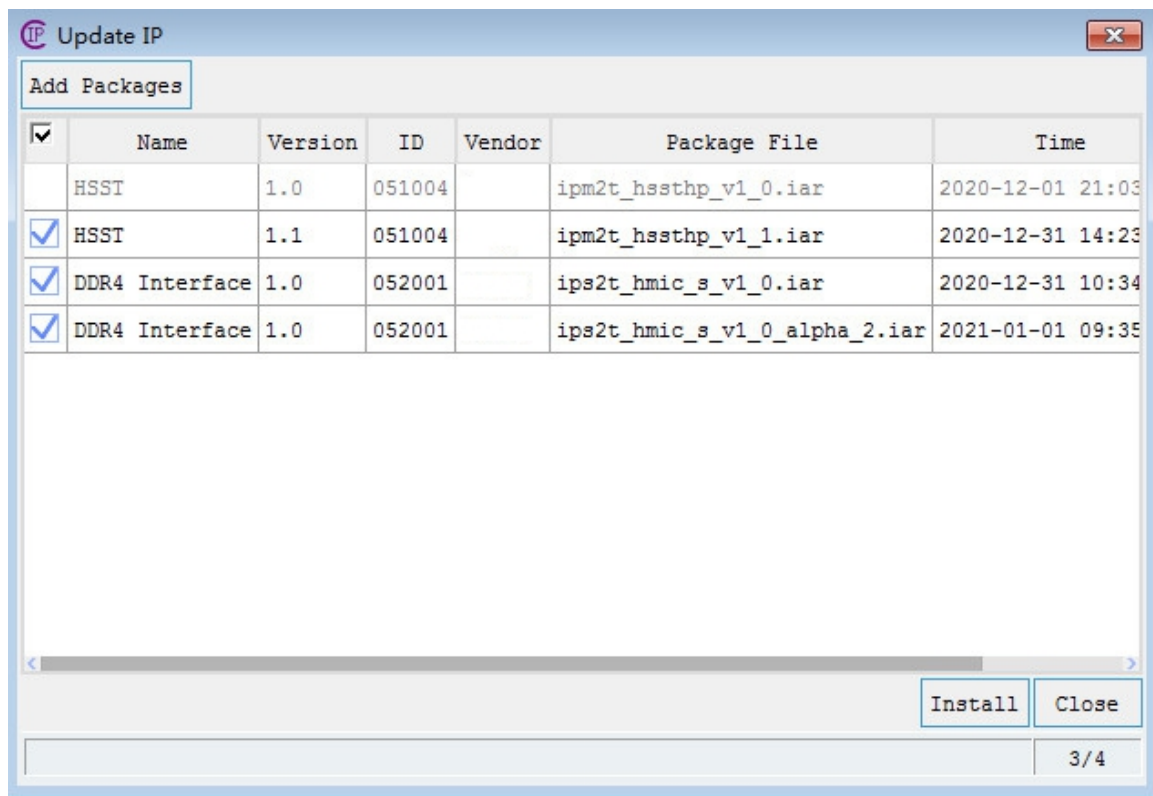 IP Update IP
Add Packages
Name Version ID Vendor Package File Time
HSST 1.0 051004 ipm2t_hssthp_v1_0.iar 2020-12-01 21:03
HSST 1.1 051004 ipm2t_hssthp_v1_1.iar 2020-12-31 14:23
DDR4 Interface 1.0 052001 ips2t_hmic_s_v1_0.iar 2020-12-31 10:34
DDR4 Interface 1.0 052001 ips2t_hmic_s_v1_0_alpha_2.iar 2021-01-01 09:35
Install Close
3/4